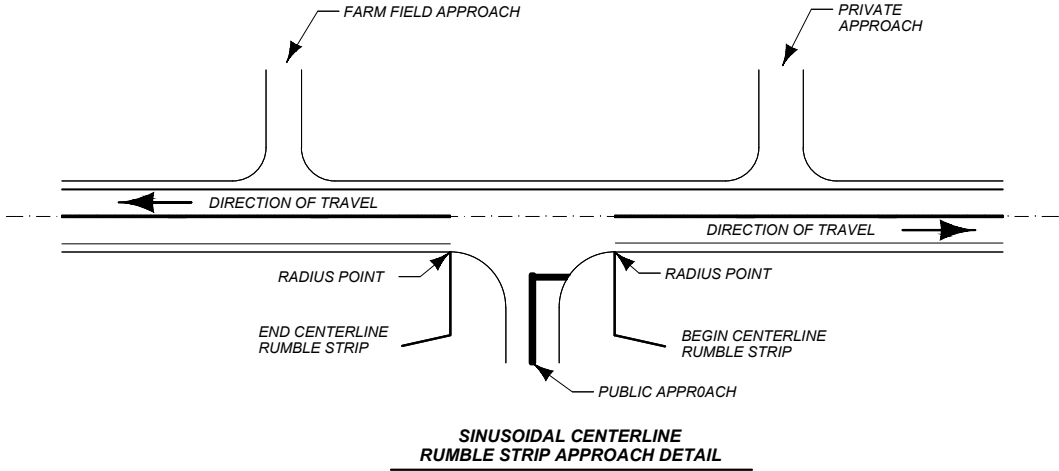 FARM FIELD APPROACH
PRIVATE
APPROACH
DIRECTION OF TRAVEL
DIRECTION OF TRAVEL
RADIUS POINT
RADIUS POINT
END CENTERLINE
RUMBLE STRIP
BEGIN CENTERLINE
RUMBLE STRIP
PUBLIC APPR0ACH
SINUSOIDAL CENTERLINE
RUMBLE STRIP APPROACH DETAIL